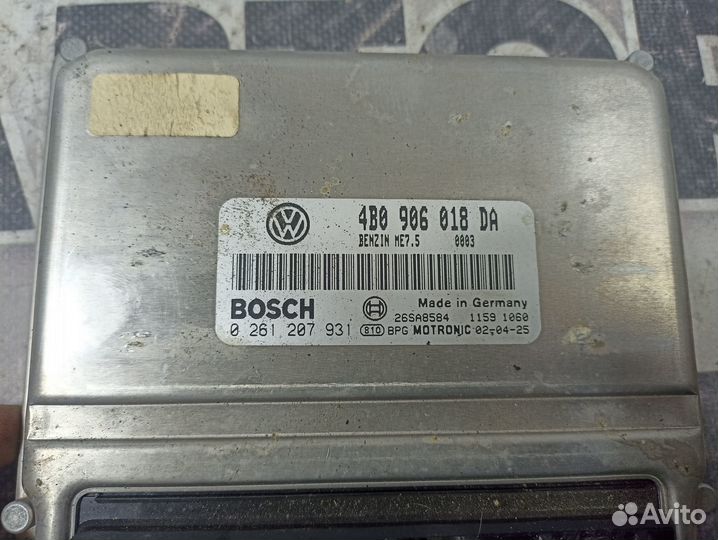 4B0 906 018 DA
BENZIN ME7.5 0003
BOSCH
Made in Germany
26SA8584 1159 1060
0 261 207 931 810 BPG MOTRONIC 02-04-25
Avito